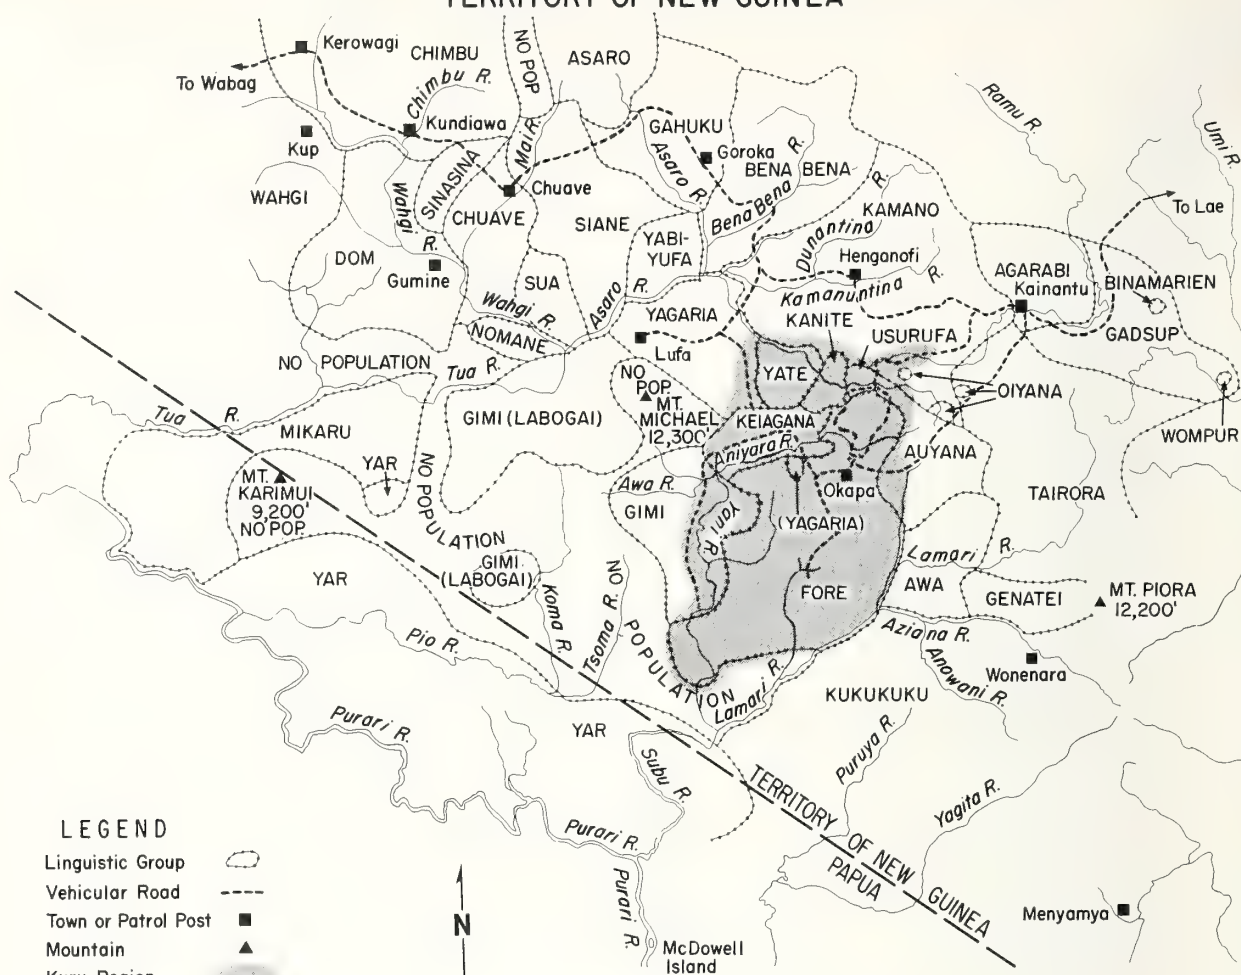 TERRITORY OF NEW GUINEA
Kerowagi
CHIMBU
NO POP
ASARO
To Wabag
Chimbu R.
Ramu R.
Kundiawa
Mai R.
GAHUKU
Umi R.
Kup
Goroka
Asaro R.
BENA BENA
SINASINA
Chuave
Bena Bena R.
WAHGI
Wahgi R.
CHUAVE
SIANE
KAMANO
To Lae
YABI-
YUFA
Dunantina R.
DOM
Henganofi
Gumine
SUA
AGARABI
Kainantu
BINAMARIEN
Kamanuntina R.
Wahgi R.
Asaro R.
YAGARIA
KANITE
USURUFA
GADSUP
NOMANE
Lufa
NO POPULATION
Tua R.
NO
POP.
YATE
OIYANA
MT.
MICHAEL
12,300'
Tua R.
GIMI (LABOGAI)
KEIAGANA
MIKARU
WOMPUR
Aniyara R.
AUYANA
YAR
NO POPULATION
MT.
KARIMUI
9,200'
NO POP.
Awa R.
Okapa
TAIRORA
GIMI
Yani R.
(YAGARIA)
GIMI
(LABOGAI)
Lamari R.
YAR
AWA
FORE
GENATEI
MT. PIORA
12,200'
Koma R.
Tsoma R.
NO POPULATION
Aziana R.
Pio R.
Anowani R.
Wonenara
Lamari R.
KUKUKUKU
Purari R.
YAR
Puruya R.
Subu R.
TERRITORY OF NEW GUINEA
PAPUA
Yagita R.
LEGEND
Purari R.
Linguistic Group
Vehicular Road
Town or Patrol Post
Mountain
Kuru Region
N
Purari R.
McDowell
Island
Menyamya